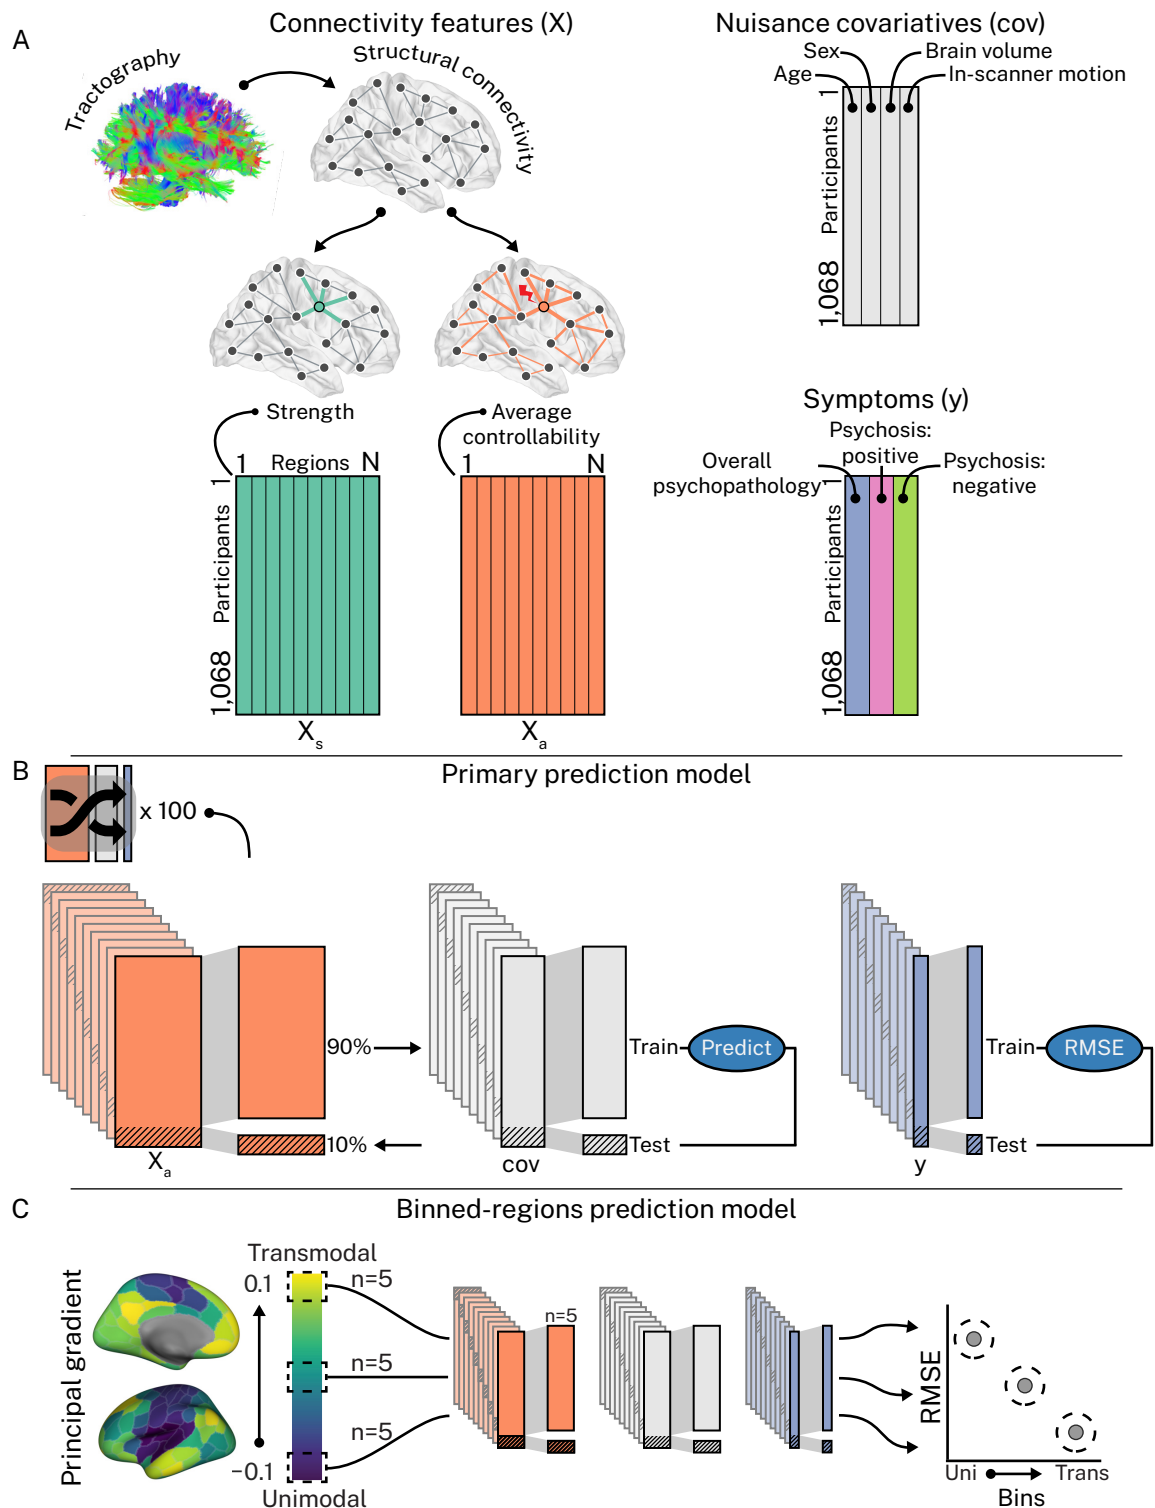 A
Connectivity features (X)
Nuisance covariatives (cov)
Tractography
Structural connectivity
Sex
Brain volume
Age
In-scanner motion
1
Participants
1,068
Strength
Average
controllability
1 Regions N
1 N
1
Participants
1,068
X_s
X_a
Symptoms (y)
Psychosis:
positive
Overall
psychopathology
Psychosis:
negative
1
Participants
1,068
B
Primary prediction model
x 100
90%
Train
Predict
Train
RMSE
10%
Test
Test
X_a
cov
y
C
Binned-regions prediction model
Principal gradient
Transmodal
0.1
n=5
n=5
n=5
−0.1
Unimodal
n=5
RMSE
Uni
Trans
Bins